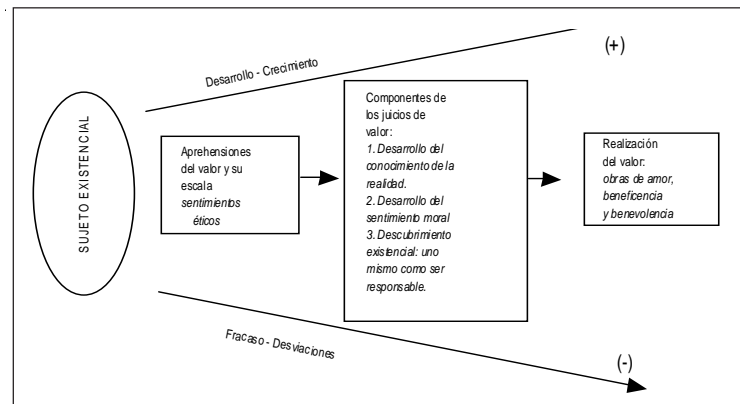 Desarrollo - Crecimiento
(+)
SUJETO EXISTENCIAL
Aprehensiones
del valor y su
escala
sentimientos
éticos
Componentes de
los juicios de
valor:
1. Desarrollo del
conocimiento de la
realidad.
2. Desarrollo del
sentimiento moral
3. Descubrimiento
existencial: uno
mismo como ser
responsable.
Realización
del valor:
obras de amor,
beneficencia
y benevolencia
Fracaso - Desviaciones
(-)